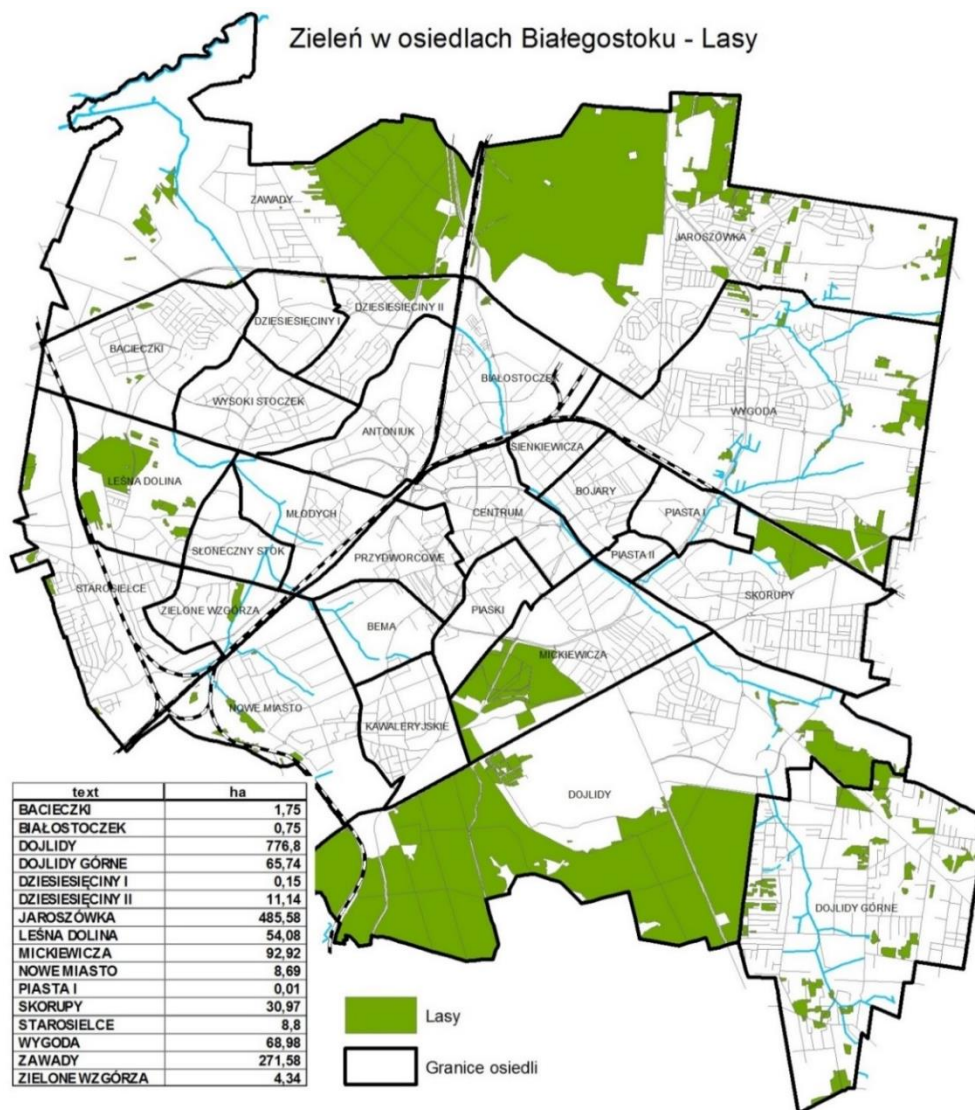 Zieleń w osiedlach Białegostoku - Lasy
ZAWADY
JAROSZÓWKA
DZIESIESIĘCINY II
DZIESIESIĘCINY I
BACIECZKI
BIAŁOSTOCZEK
WYSOKI STOCZEK
WYGODA
ANTONIUK
SIENKIEWICZA
LEŚNA DOLINA
BOJARY
MŁODYCH
CENTRUM
PIASTA I
SŁONECZNY STOK
PRZYDWORCOWE
PIASTA II
STAROSIELCE
SKORUPY
ZIELONE WZGÓRZA
PIASKI
BEMA
MICKIEWICZA
NOWE MIASTO
KAWALERYJSKIE
DOJLIDY
DOJLIDY GÓRNE
text ha
BACIECZKI 1,75
BIAŁOSTOCZEK 0,75
DOJLIDY 776,8
DOJLIDY GÓRNE 65,74
DZIESIESIĘCINY I 0,15
DZIESIESIĘCINY II 11,14
JAROSZÓWKA 485,58
LEŚNA DOLINA 54,08
MICKIEWICZA 92,92
NOWE MIASTO 8,69
PIASTA I 0,01
SKORUPY 30,97
STAROSIELCE 8,8
WYGODA 68,98
ZAWADY 271,58
ZIELONE WZGÓRZA 4,34
Lasy
Granice osiedli